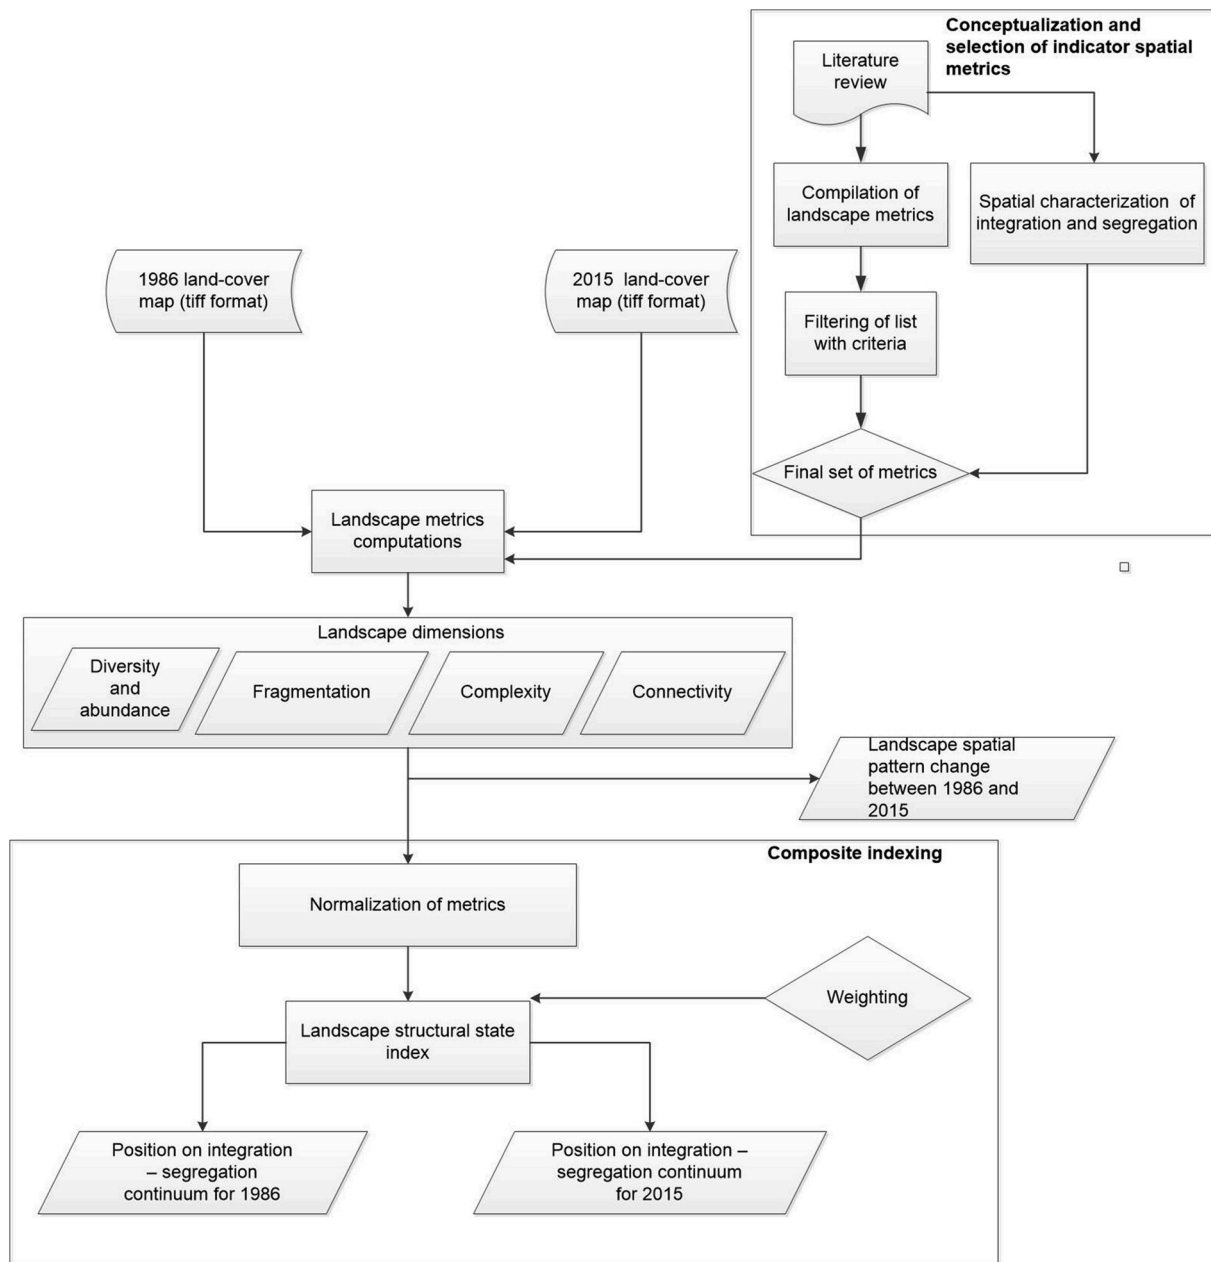 Conceptualization and
selection of indicator spatial
metrics
Literature
review
Compilation of
landscape metrics
Spatial characterization of
integration and segregation
1986 land-cover
map (tiff format)
2015 land-cover
map (tiff format)
Filtering of list
with criteria
Final set of metrics
Landscape metrics
computations
Landscape dimensions
Diversity
and
abundance
Fragmentation
Complexity
Connectivity
Landscape spatial
pattern change
between 1986 and
2015
Composite indexing
Normalization of metrics
Weighting
Landscape structural state
index
Position on integration
– segregation
continuum for 1986
Position on integration –
segregation continuum
for 2015